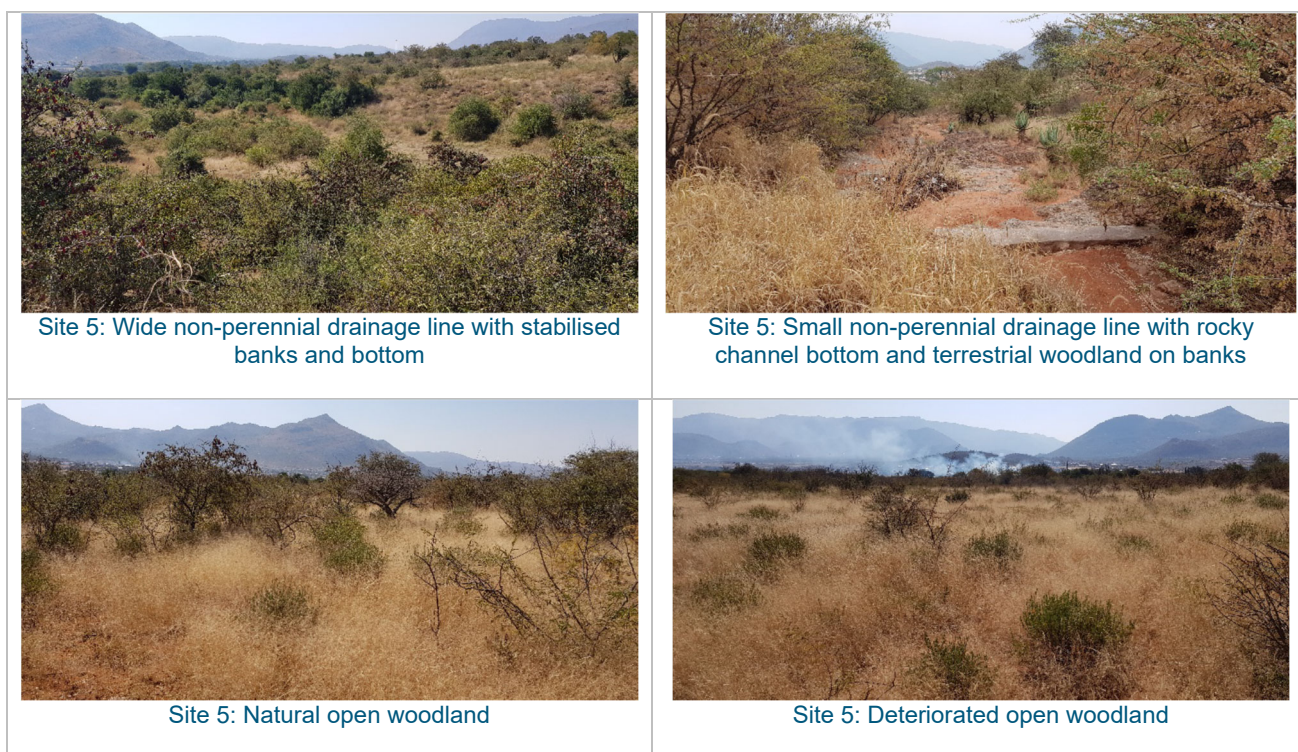 Site 5: Wide non-perennial drainage line with stabilised
banks and bottom
Site 5: Small non-perennial drainage line with rocky
channel bottom and terrestrial woodland on banks
Site 5: Natural open woodland
Site 5: Deteriorated open woodland